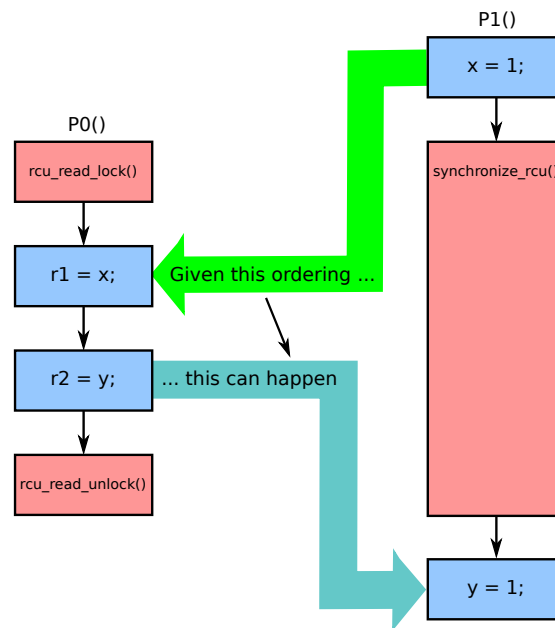 P1()
x = 1;
P0()
rcu_read_lock()
synchronize_rcu()
r1 = x;
Given this ordering ...
r2 = y;
... this can happen
rcu_read_unlock()
y = 1;